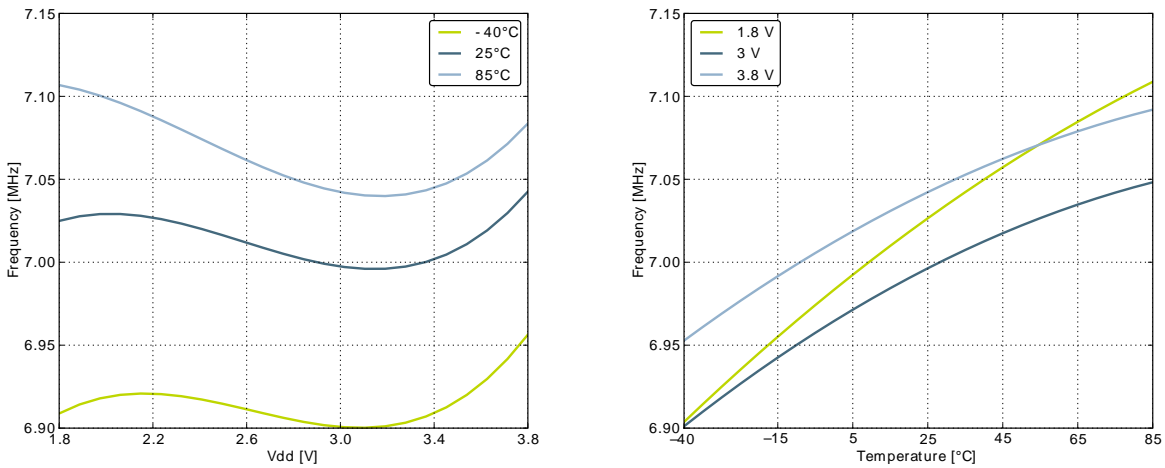 7.15
7.10
7.05
7.00
6.95
6.90
Frequency [MHz]
1.8 2.2 2.6 3.0 3.4 3.8
Vdd [V]
-40°C
25°C
85°C
7.15
7.10
7.05
7.00
6.95
6.90
Frequency [MHz]
−40 −15 5 25 45 65 85
Temperature [°C]
1.8 V
3 V
3.8 V